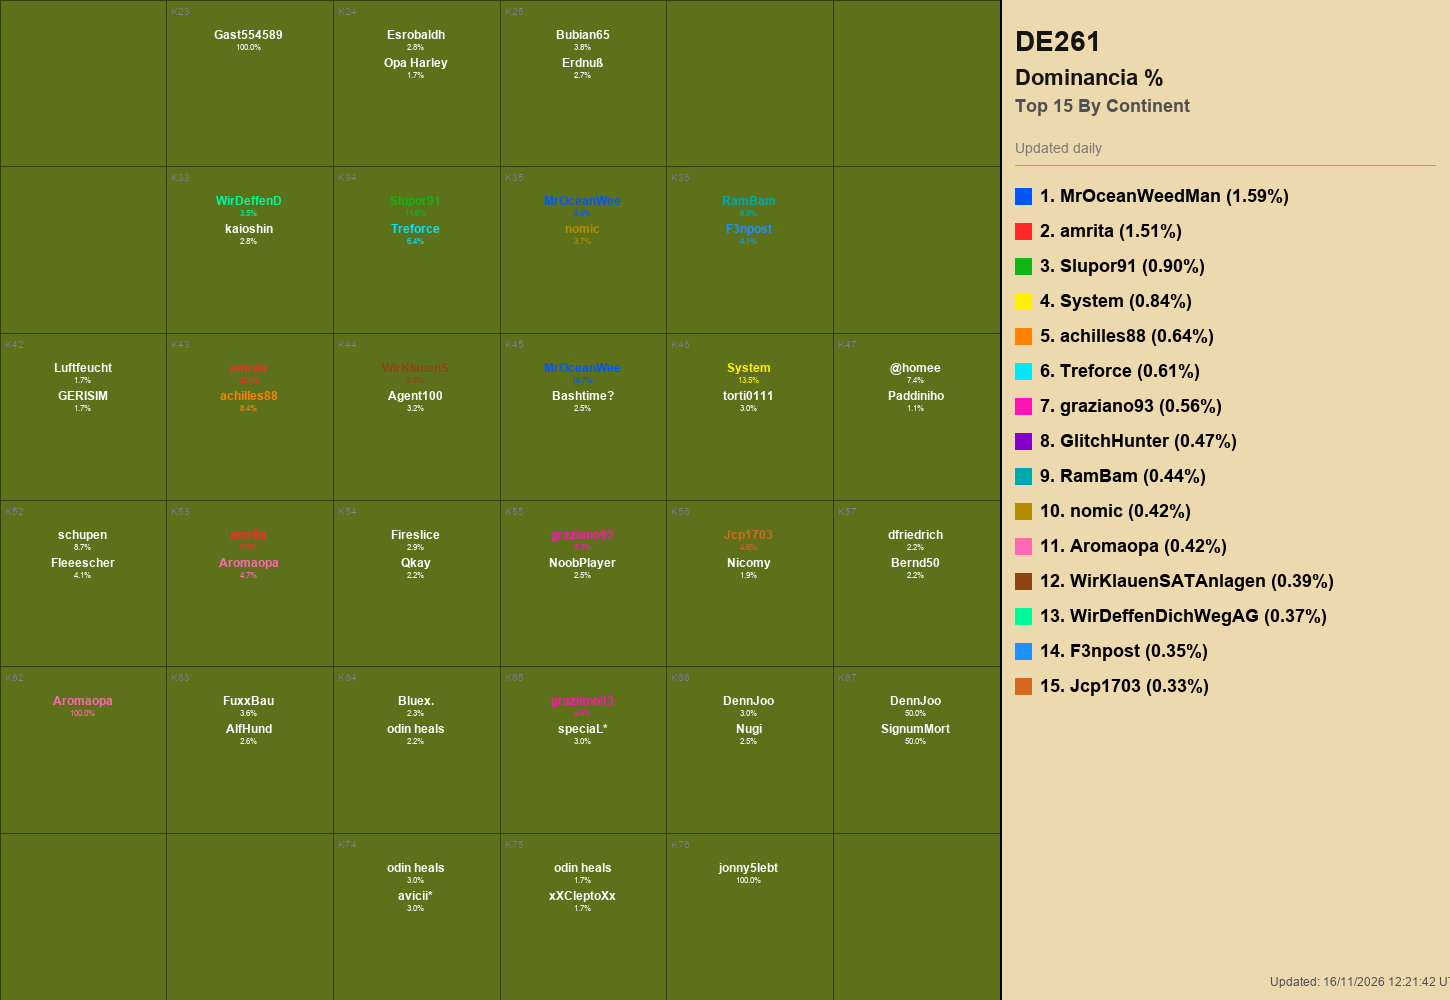 K23
Gast554589
100.0%
K24
Esrobaldh
2.8%
Opa Harley
1.7%
K25
Bubian65
3.8%
Erdnuß
2.7%
K33
WirDeffenD
3.5%
kaioshin
2.8%
K34
Slupor91
Treforce
6.4%
K35
MrOceanWee
nomic
3.7%
K36
RamBam
F3npost
4.1%
K42
Luftfeucht
1.7%
GERISIM
1.7%
K43
amrita
achilles88
8.4%
K44
WirKlauenS
Agent100
3.2%
K45
MrOceanWee
Bashtime?
2.5%
K46
System
13.5%
torti0111
3.0%
K47
@homee
7.4%
Paddiniho
1.1%
K52
schupen
8.7%
Fleeescher
4.1%
K53
amrita
Aromaopa
4.7%
K54
Fireslice
2.9%
Qkay
2.2%
K55
graziano93
NoobPlayer
2.5%
K56
Jcp1703
4.6%
Nicomy
1.9%
K57
dfriedrich
2.2%
Bernd50
2.2%
K62
Aromaopa
100.0%
K63
FuxxBau
3.6%
AlfHund
2.6%
K64
Bluex.
2.3%
odin heals
2.2%
K65
graziano93
speciaL*
3.0%
K66
DennJoo
3.0%
Nugi
2.5%
K67
DennJoo
50.0%
SignumMort
50.0%
K74
odin heals
3.0%
avicii*
3.0%
K75
odin heals
1.7%
xXCleptoXx
1.7%
K76
jonny5lebt
100.0%
DE261
Dominancia %
Top 15 By Continent
Updated daily
1. MrOceanWeedMan (1.59%)
2. amrita (1.51%)
3. Slupor91 (0.90%)
4. System (0.84%)
5. achilles88 (0.64%)
6. Treforce (0.61%)
7. graziano93 (0.56%)
8. GlitchHunter (0.47%)
9. RamBam (0.44%)
10. nomic (0.42%)
11. Aromaopa (0.42%)
12. WirKlauenSATAnlagen (0.39%)
13. WirDeffenDichWegAG (0.37%)
14. F3npost (0.35%)
15. Jcp1703 (0.33%)
Updated: 16/11/2026 12:21:42